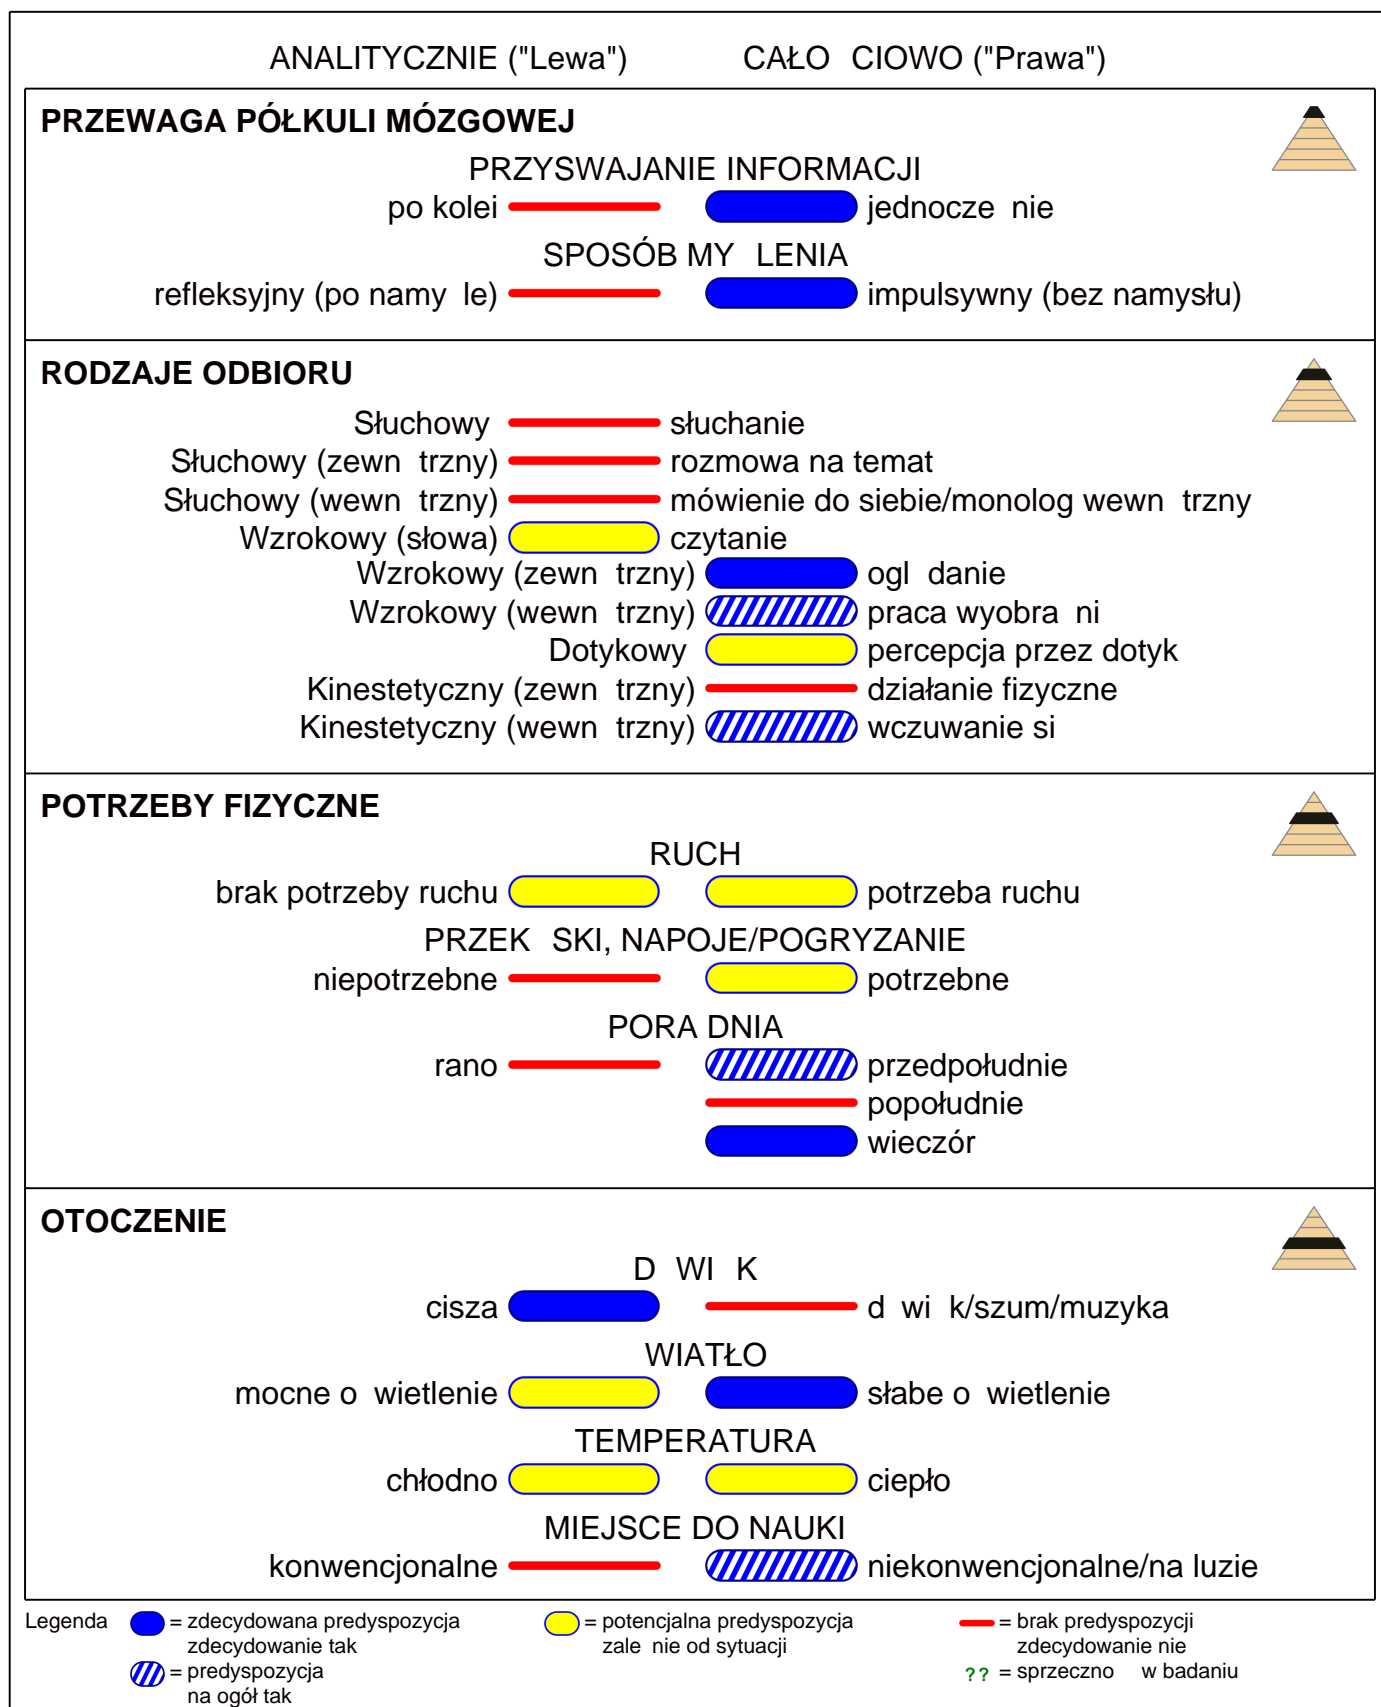 ANALITYCZNIE ("Lewa") CAŁO CIOWO ("Prawa")
PRZEWAGA PÓŁKULI MÓZGOWEJ
PRZYSWAJANIE INFORMACJI
po kolei jednocze nie
SPOSÓB MY LENIA
refleksyjny (po namy le) impulsywny (bez namysłu)
RODZAJE ODBIORU
Słuchowy słuchanie
Słuchowy (zewn trzny) rozmowa na temat
Słuchowy (wewn trzny) mówienie do siebie/monolog wewn trzny
Wzrokowy (słowa) czytanie
Wzrokowy (zewn trzny) ogl danie
Wzrokowy (wewn trzny) praca wyobra ni
Dotykowy percepcja przez dotyk
Kinestetyczny (zewn trzny) działanie fizyczne
Kinestetyczny (wewn trzny) wczuwanie si
POTRZEBY FIZYCZNE
RUCH
brak potrzeby ruchu potrzeba ruchu
PRZEK SKI, NAPOJE/POGRYZANIE
niepotrzebne potrzebne
PORA DNIA
rano przedpołudnie
popołudnie
wieczór
OTOCZENIE
D WI K
cisza d wi k/szum/muzyka
WIATŁO
mocne o wietlenie słabe o wietlenie
TEMPERATURA
chłodno ciepło
MIEJSCE DO NAUKI
konwencjonalne niekonwencjonalne/na luzie
Legenda = zdecydowana predyspozycja = potencjalna predyspozycja = brak predyspozycji
zdecydowanie tak zale nie od sytuacji zdecydowanie nie
= predyspozycja ?? = sprzeczno w badaniu
na ogół tak